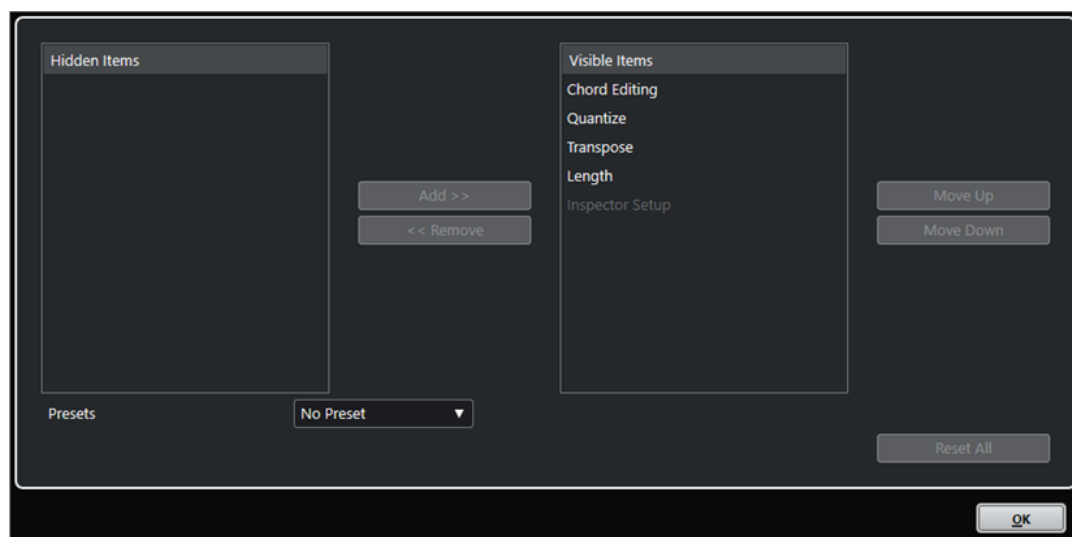 Hidden Items
Visible Items
Chord Editing
Quantize
Transpose
Length
Inspector Setup
Add >>
<< Remove
Move Up
Move Down
Presets
No Preset
Reset All
OK